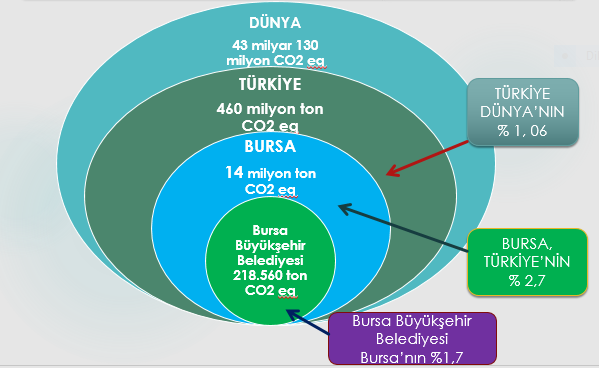 DÜNYA
43 milyar 130
milyon CO2 eq
TÜRKİYE
460 milyon ton
CO2 eq
BURSA
14 milyon ton
CO2 eq
Bursa
Büyükşehir
Belediyesi
218.560 ton
CO2 eq
TÜRKİYE
DÜNYA'NIN
% 1, 06
BURSA,
TÜRKİYE'NİN
% 2,7
Bursa Büyükşehir
Belediyesi
Bursa'nın %1,7